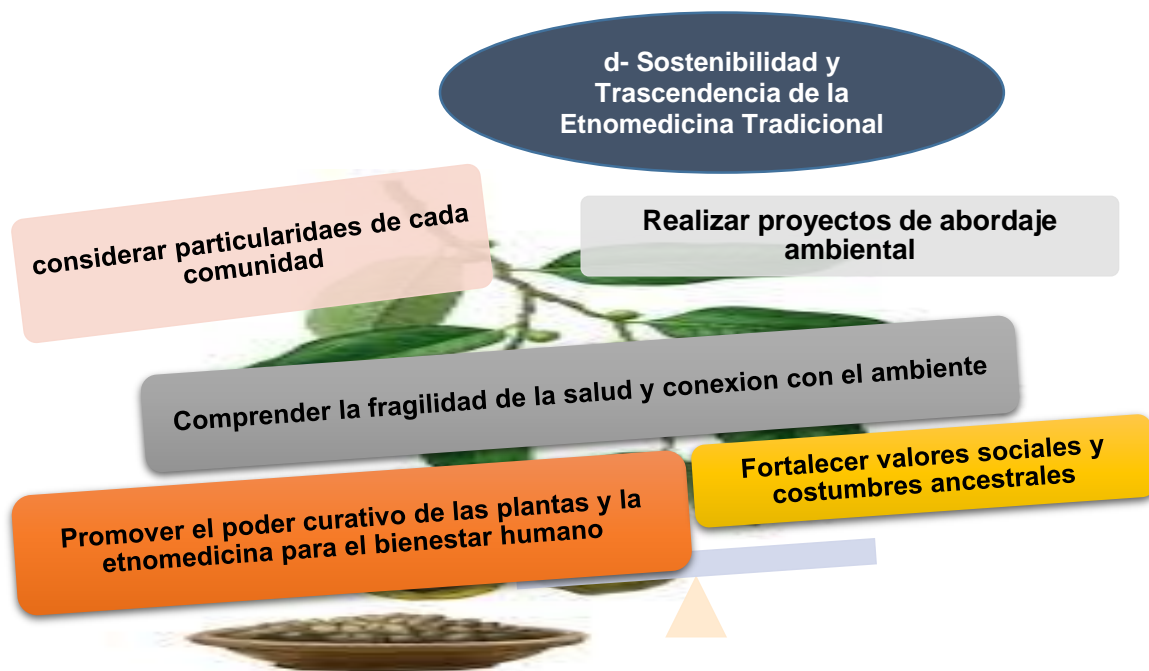 d- Sostenibilidad y
Trascendencia de la
Etnomedicina Tradicional
considerar particularidaes de cada
comunidad
Realizar proyectos de abordaje
ambiental
Comprender la fragilidad de la salud y conexion con el ambiente
Fortalecer valores sociales y
costumbres ancestrales
Promover el poder curativo de las plantas y la
etnomedicina para el bienestar humano